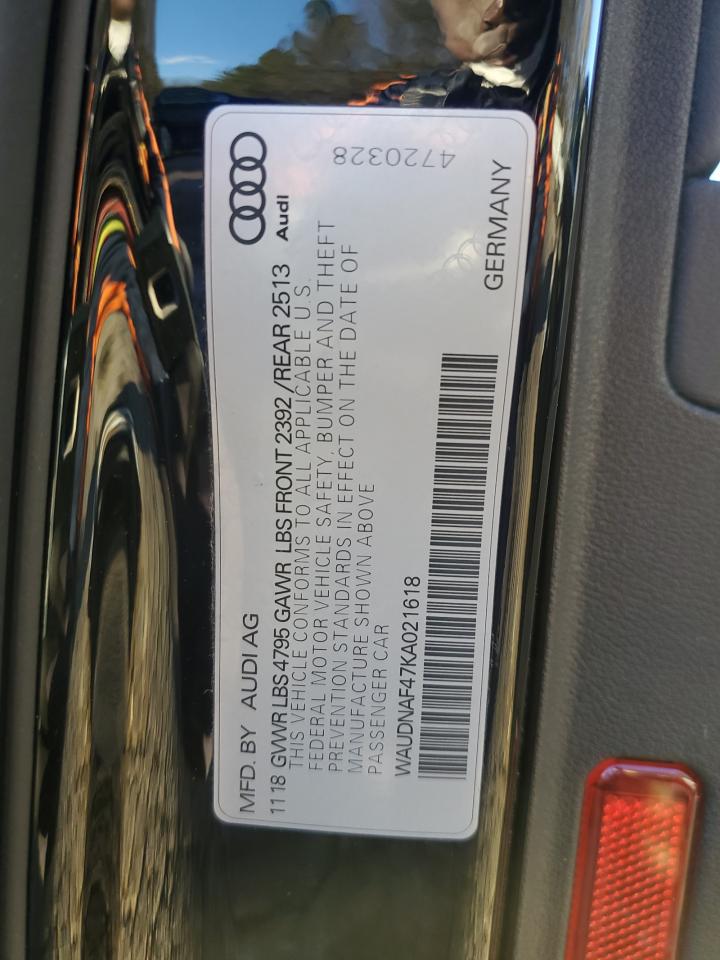 MFD. BY AUDI AG
Audi
1118 GVWR LBS 4795 GAWR LBS FRONT 2392 /REAR 2513
THIS VEHICLE CONFORMS TO ALL APPLICABLE U.S.
FEDERAL MOTOR VEHICLE SAFETY, BUMPER AND THEFT
PREVENTION STANDARDS IN EFFECT ON THE DATE OF
MANUFACTURE SHOWN ABOVE
PASSENGER CAR
4720328
WAUDNAF47KA021618
GERMANY